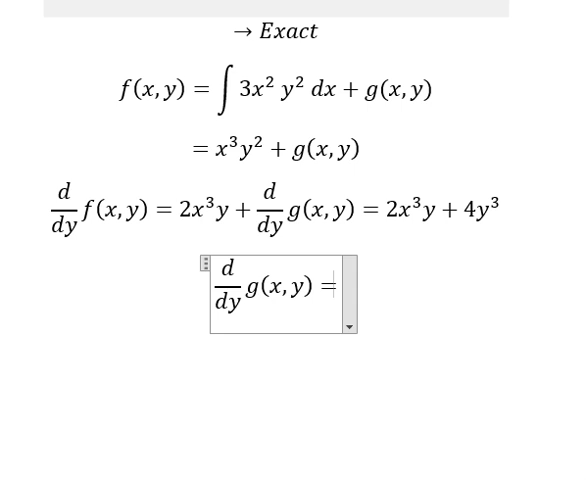 → Exact
f(x, y) = ∫ 3x² y² dx + g(x, y)
= x³y² + g(x, y)
d/dy f(x, y) = 2x³y + d/dy g(x, y) = 2x³y + 4y³
d/dy g(x, y) =